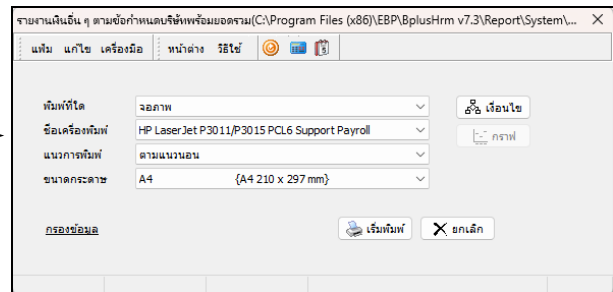 รายงานเงินอื่น ๆ ตามข้อกำหนดบริษัทพร้อมยอดรวม(C:\Program Files (x86)\EBP\BplusHrm v7.3\Report\System\...
แฟ้ม แก้ไข เครื่องมือ หน้าต่าง วิธีใช้
พิมพ์ที่ใด จอภาพ เงื่อนไข
ชื่อเครื่องพิมพ์ HP LaserJet P3011/P3015 PCL6 Support Payroll กราฟ
แนวการพิมพ์ ตามแนวนอน
ขนาดกระดาษ A4 {A4 210 x 297 mm}
กรองข้อมูล เริ่มพิมพ์ ยกเลิก